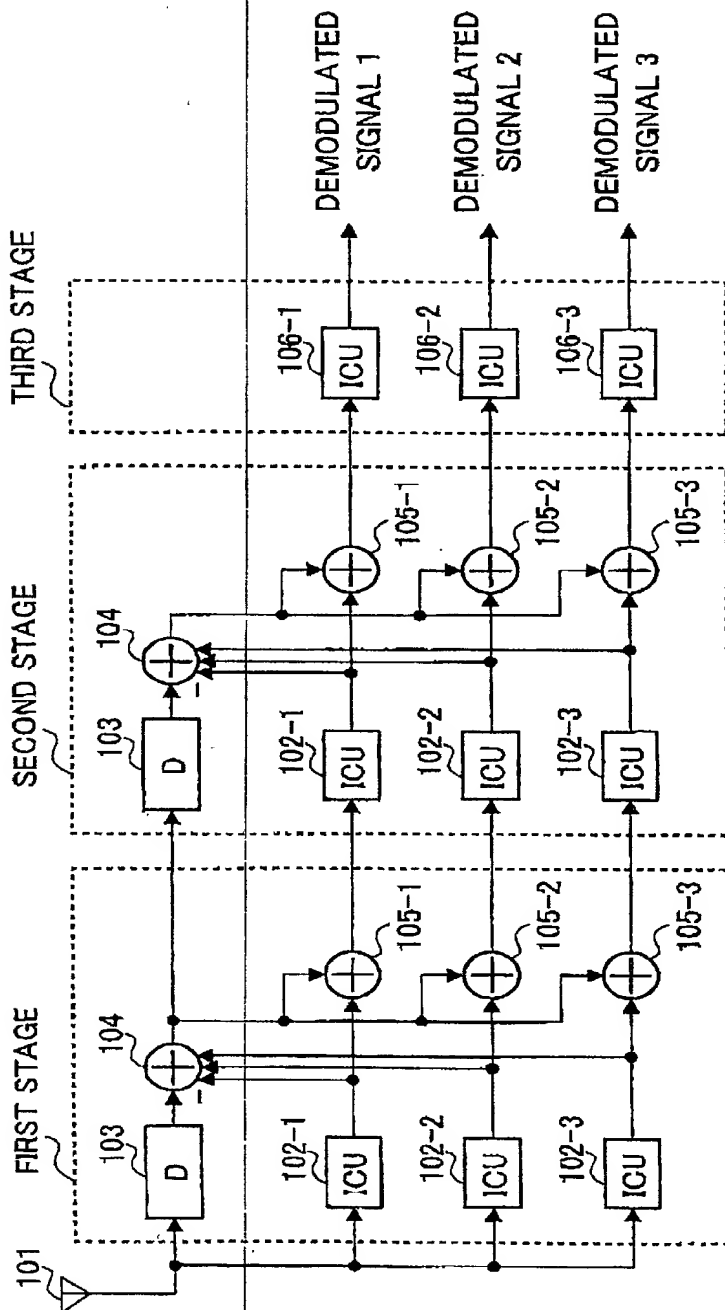 FIRST STAGE
SECOND STAGE
THIRD STAGE
101
103
D
104
−
102-1
ICU
102-2
ICU
102-3
ICU
105-1
105-2
105-3
103
D
104
−
102-1
ICU
102-2
ICU
102-3
ICU
105-1
105-2
105-3
106-1
ICU
106-2
ICU
106-3
ICU
DEMODULATED
SIGNAL 1
DEMODULATED
SIGNAL 2
DEMODULATED
SIGNAL 3